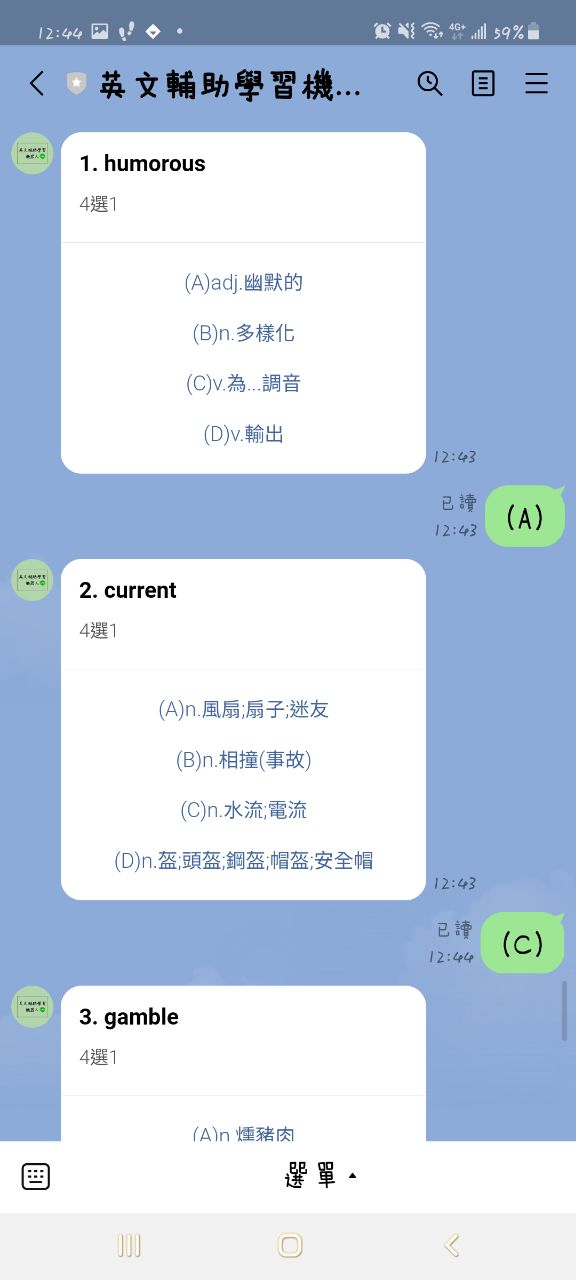 12:44
4G+
59%
英文輔助學習機...
1. humorous
4選1
(A)adj.幽默的
(B)n.多樣化
(C)v.為...調音
(D)v.輸出
12:43
已讀
12:43
(A)
2. current
4選1
(A)n.風扇;扇子;迷友
(B)n.相撞(事故)
(C)n.水流;電流
(D)n.盔;頭盔;鋼盔;帽盔;安全帽
12:43
已讀
12:44
(C)
3. gamble
4選1
(A)n.燻豬肉
選單